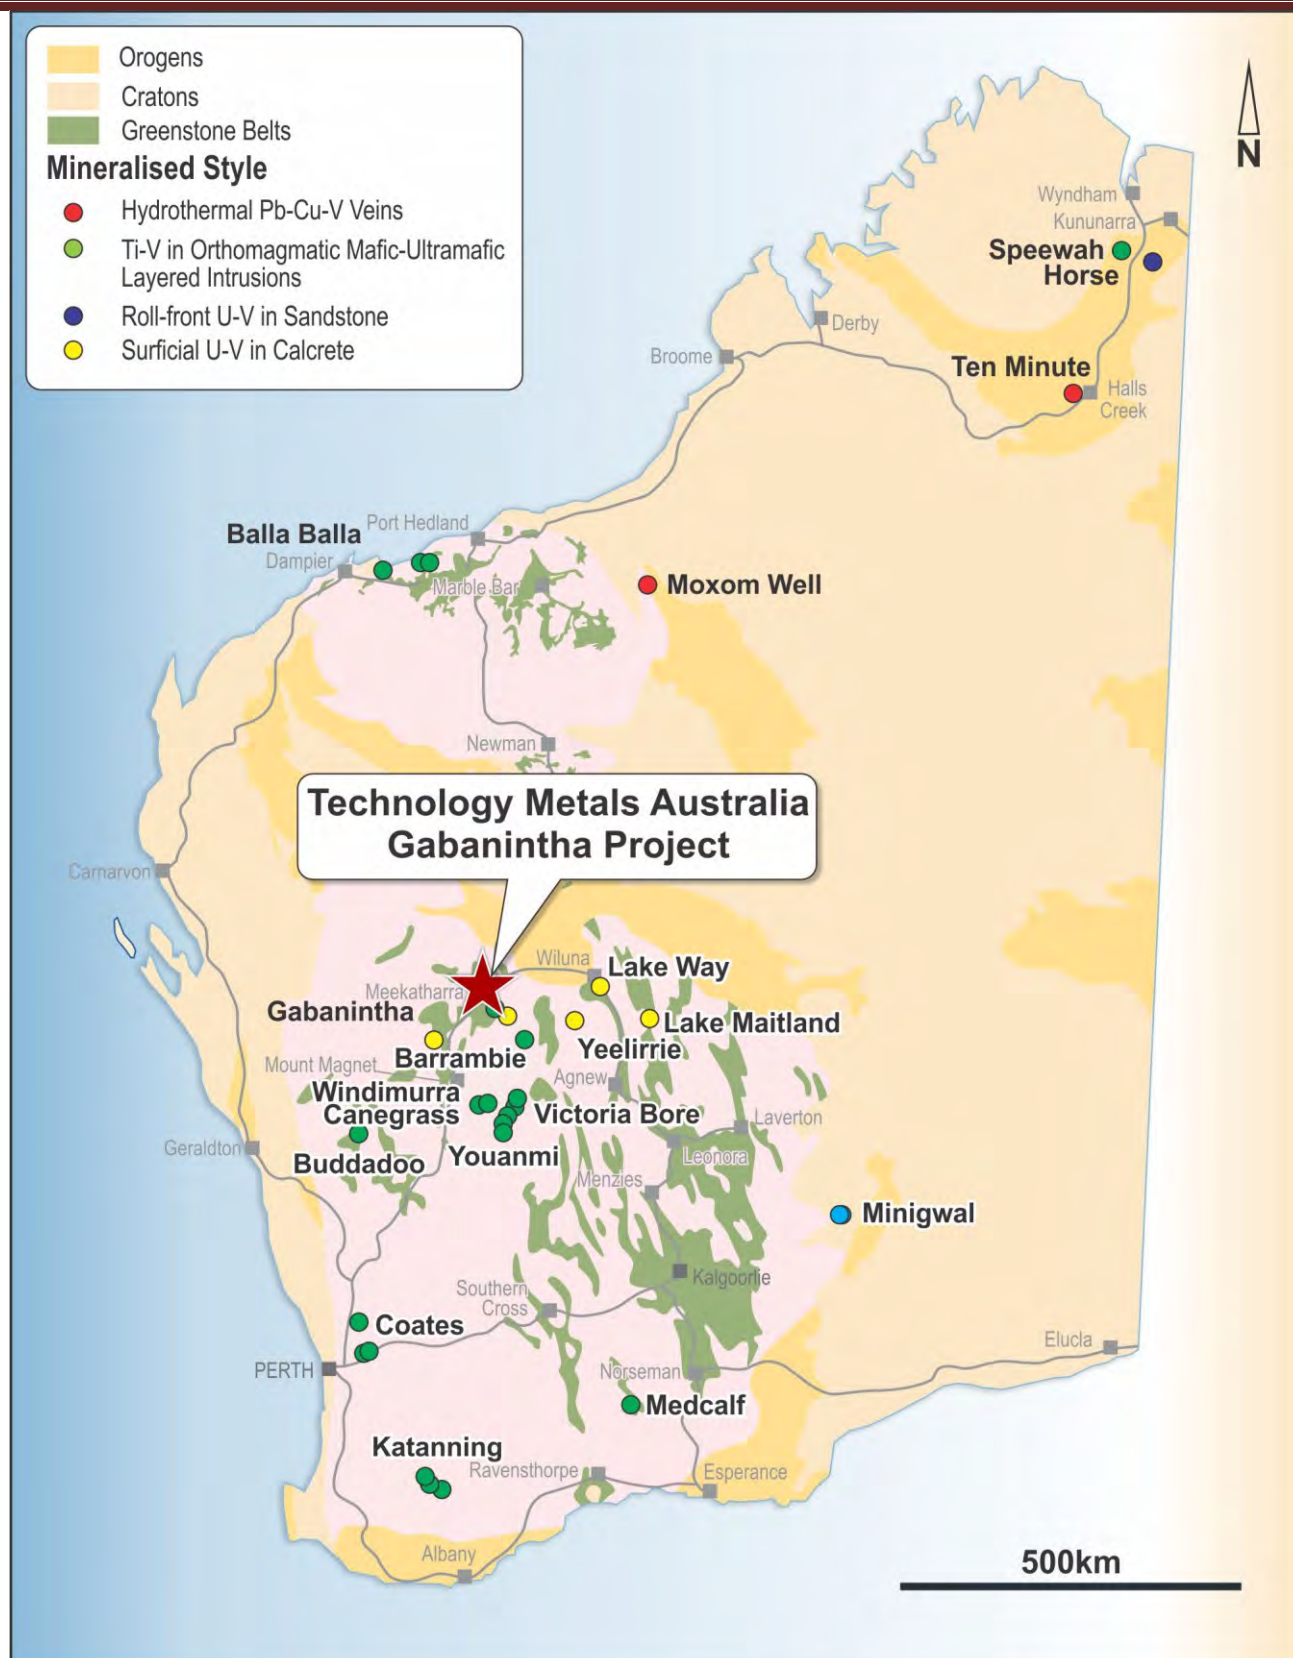 Orogens
Cratons
Greenstone Belts
Mineralised Style
Hydrothermal Pb-Cu-V Veins
Ti-V in Orthomagmatic Mafic-Ultramafic
Layered Intrusions
Roll-front U-V in Sandstone
Surficial U-V in Calcrete
N
Wyndham
Kununarra
Speewah
Horse
Derby
Broome
Ten Minute
Halls
Creek
Balla Balla
Port Hedland
Dampier
Marble Bar
Moxom Well
Newman
Technology Metals Australia
Gabanintha Project
Carnarvon
Wiluna
Lake Way
Meekatharra
Gabanintha
Lake Maitland
Yeelirrie
Barrambie
Mount Magnet
Agnew
Windimurra
Canegrass
Victoria Bore
Laverton
Geraldton
Buddadoo
Youanmi
Leonora
Menzies
Minigwal
Kalgoorlie
Southern
Cross
Coates
Elucla
PERTH
Norseman
Medcalf
Katanning
Ravensthorpe
Esperance
Albany
500km